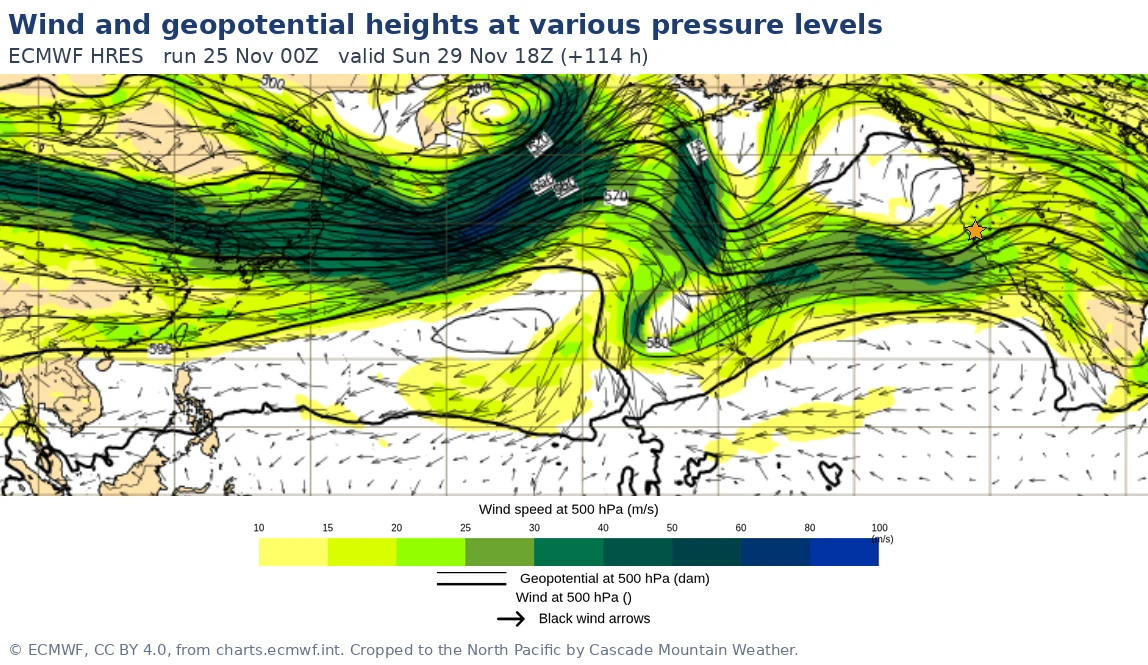 Wind and geopotential heights at various pressure levels
ECMWF HRES   run 25 Nov 00Z   valid Sun 29 Nov 18Z (+114 h)
500
500
520
570
580
590
Wind speed at 500 hPa (m/s)
10 15 20 25 30 40 50 60 80 100
(m/s)
Geopotential at 500 hPa (dam)
Wind at 500 hPa ()
Black wind arrows
© ECMWF, CC BY 4.0, from charts.ecmwf.int. Cropped to the North Pacific by Cascade Mountain Weather.